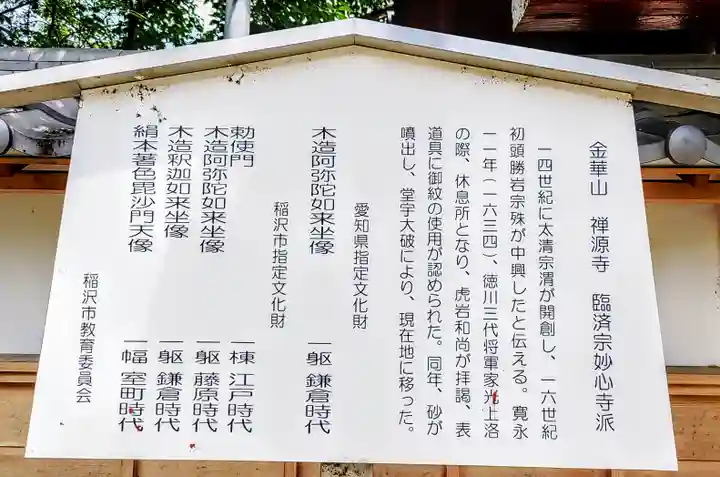 金華山 禅源寺 臨済宗妙心寺派
一四世紀に太清宗渭が開創し、一六世紀
初頭勝岩宗殊が中興したと伝える。寛永
一一年(一六三四)、徳川三代将軍家光上洛
の際、休息所となり、虎岩和尚が拝謁、表
道具に御紋の使用が認められた。同年、砂が
噴出し、堂宇大破により、現在地に移った。
愛知県指定文化財
木造阿弥陀如来坐像 一躯 鎌倉時代
稲沢市指定文化財
勅使門 一棟 江戸時代
木造阿弥陀如来坐像 一躯 藤原時代
木造釈迦如来坐像 一躯 鎌倉時代
絹本著色毘沙門天像 一幅 室町時代
稲沢市教育委員会